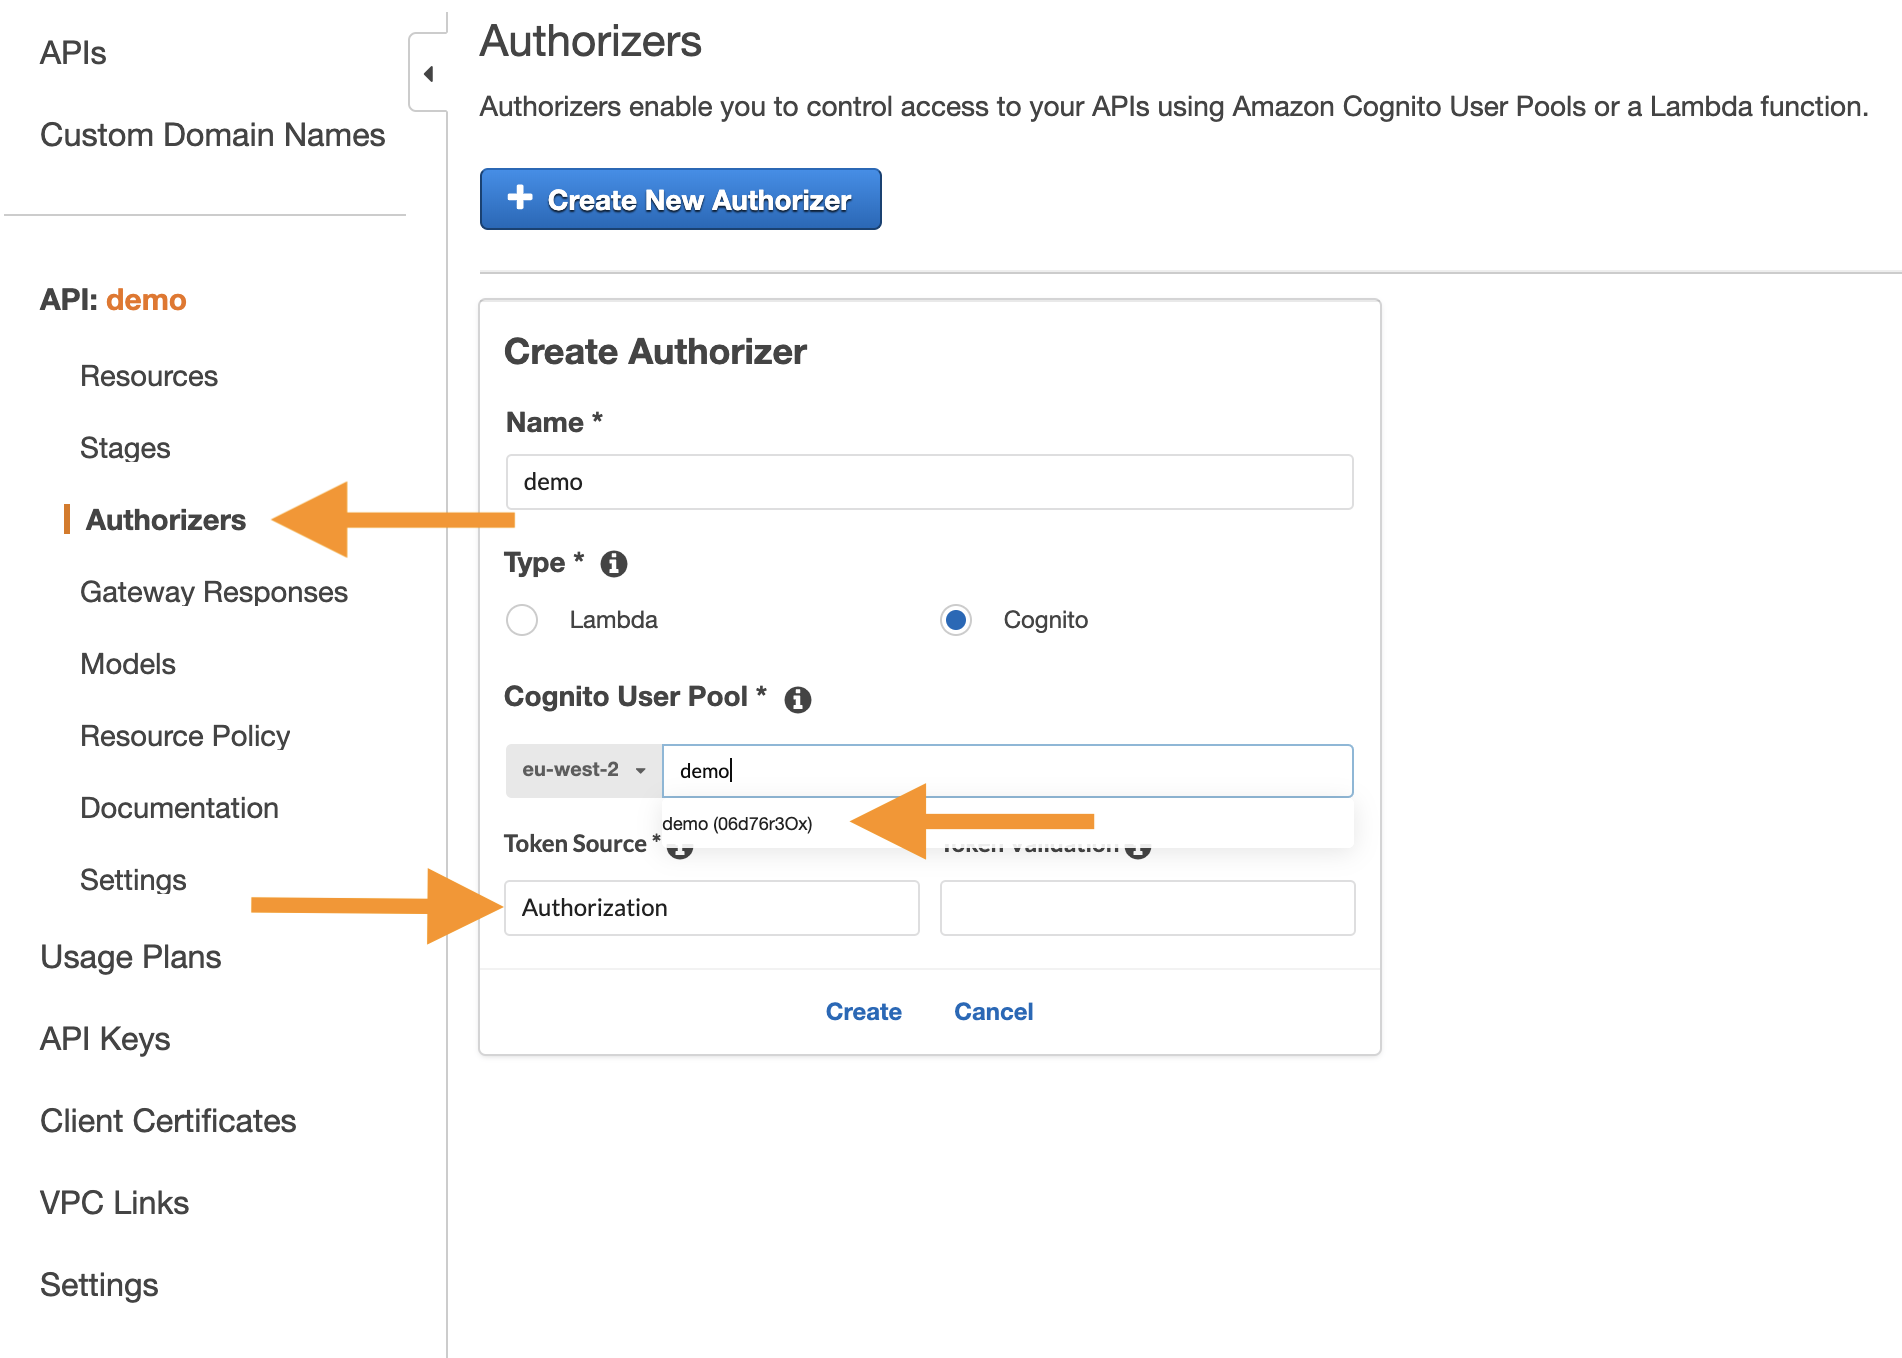 APIs
Custom Domain Names
API: demo
Resources
Stages
Authorizers
Gateway Responses
Models
Resource Policy
Documentation
Settings
Usage Plans
API Keys
Client Certificates
VPC Links
Settings
Authorizers
Authorizers enable you to control access to your APIs using Amazon Cognito User Pools or a Lambda function.
Create New Authorizer
Create Authorizer
Name *
demo
Type *
Lambda
Cognito
Cognito User Pool *
eu-west-2
demo
demo (06d76r3Ox)
Token Source *
Token Validation
Authorization
Create
Cancel